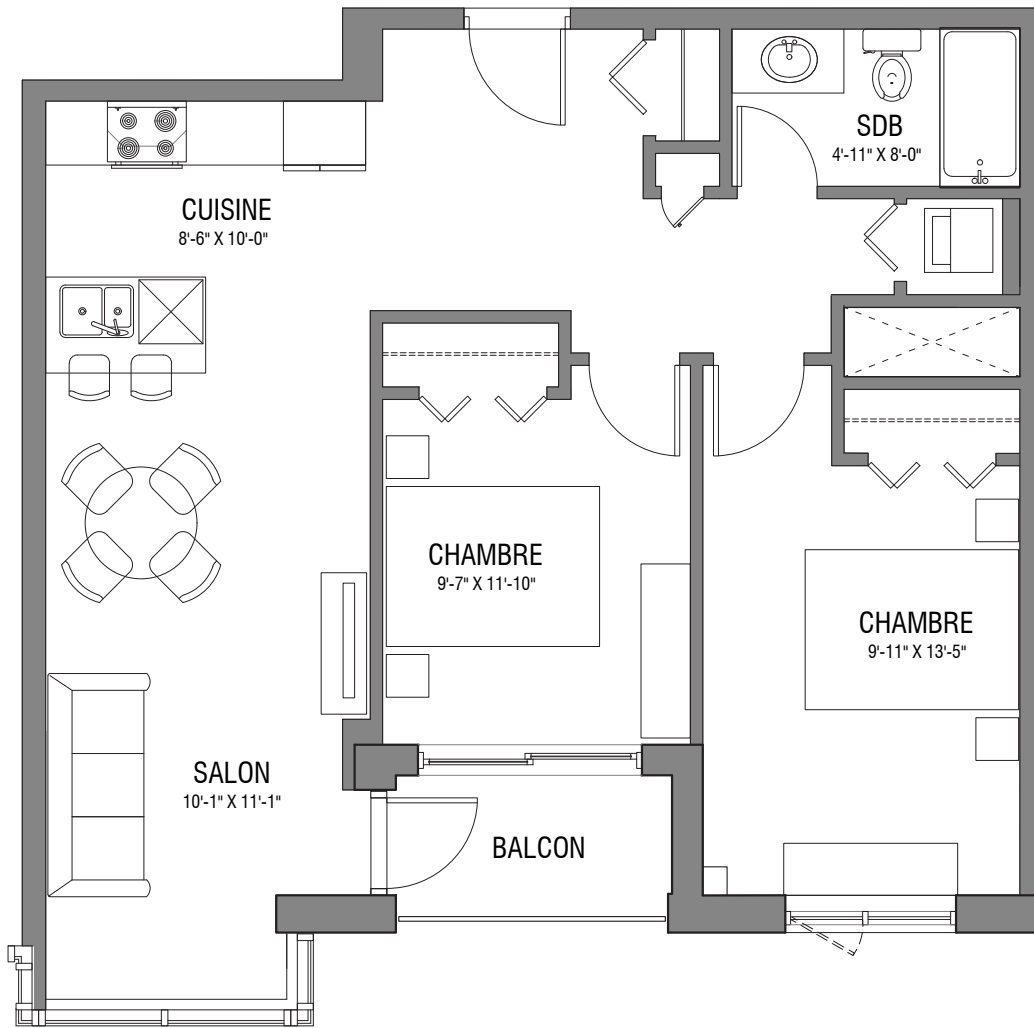 SDB
4'-11" X 8'-0"
CUISINE
8'-6" X 10'-0"
CHAMBRE
9'-7" X 11'-10"
CHAMBRE
9'-11" X 13'-5"
SALON
10'-1" X 11'-1"
BALCON